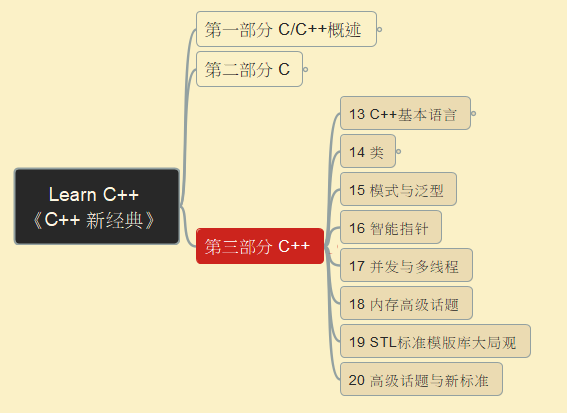 Learn C++
《C++ 新经典》
第一部分 C/C++概述
第二部分 C
第三部分 C++
13 C++基本语言
14 类
15 模式与泛型
16 智能指针
17 并发与多线程
18 内存高级话题
19 STL标准模版库大局观
20 高级话题与新标准